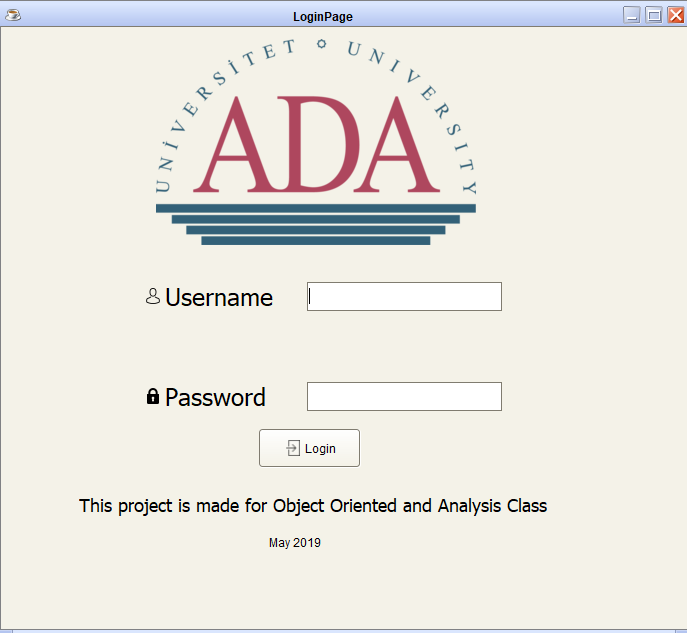 LoginPage
UNİVERSİTET UNIVERSITY
ADA
Username
Password
Login
This project is made for Object Oriented and Analysis Class
May 2019